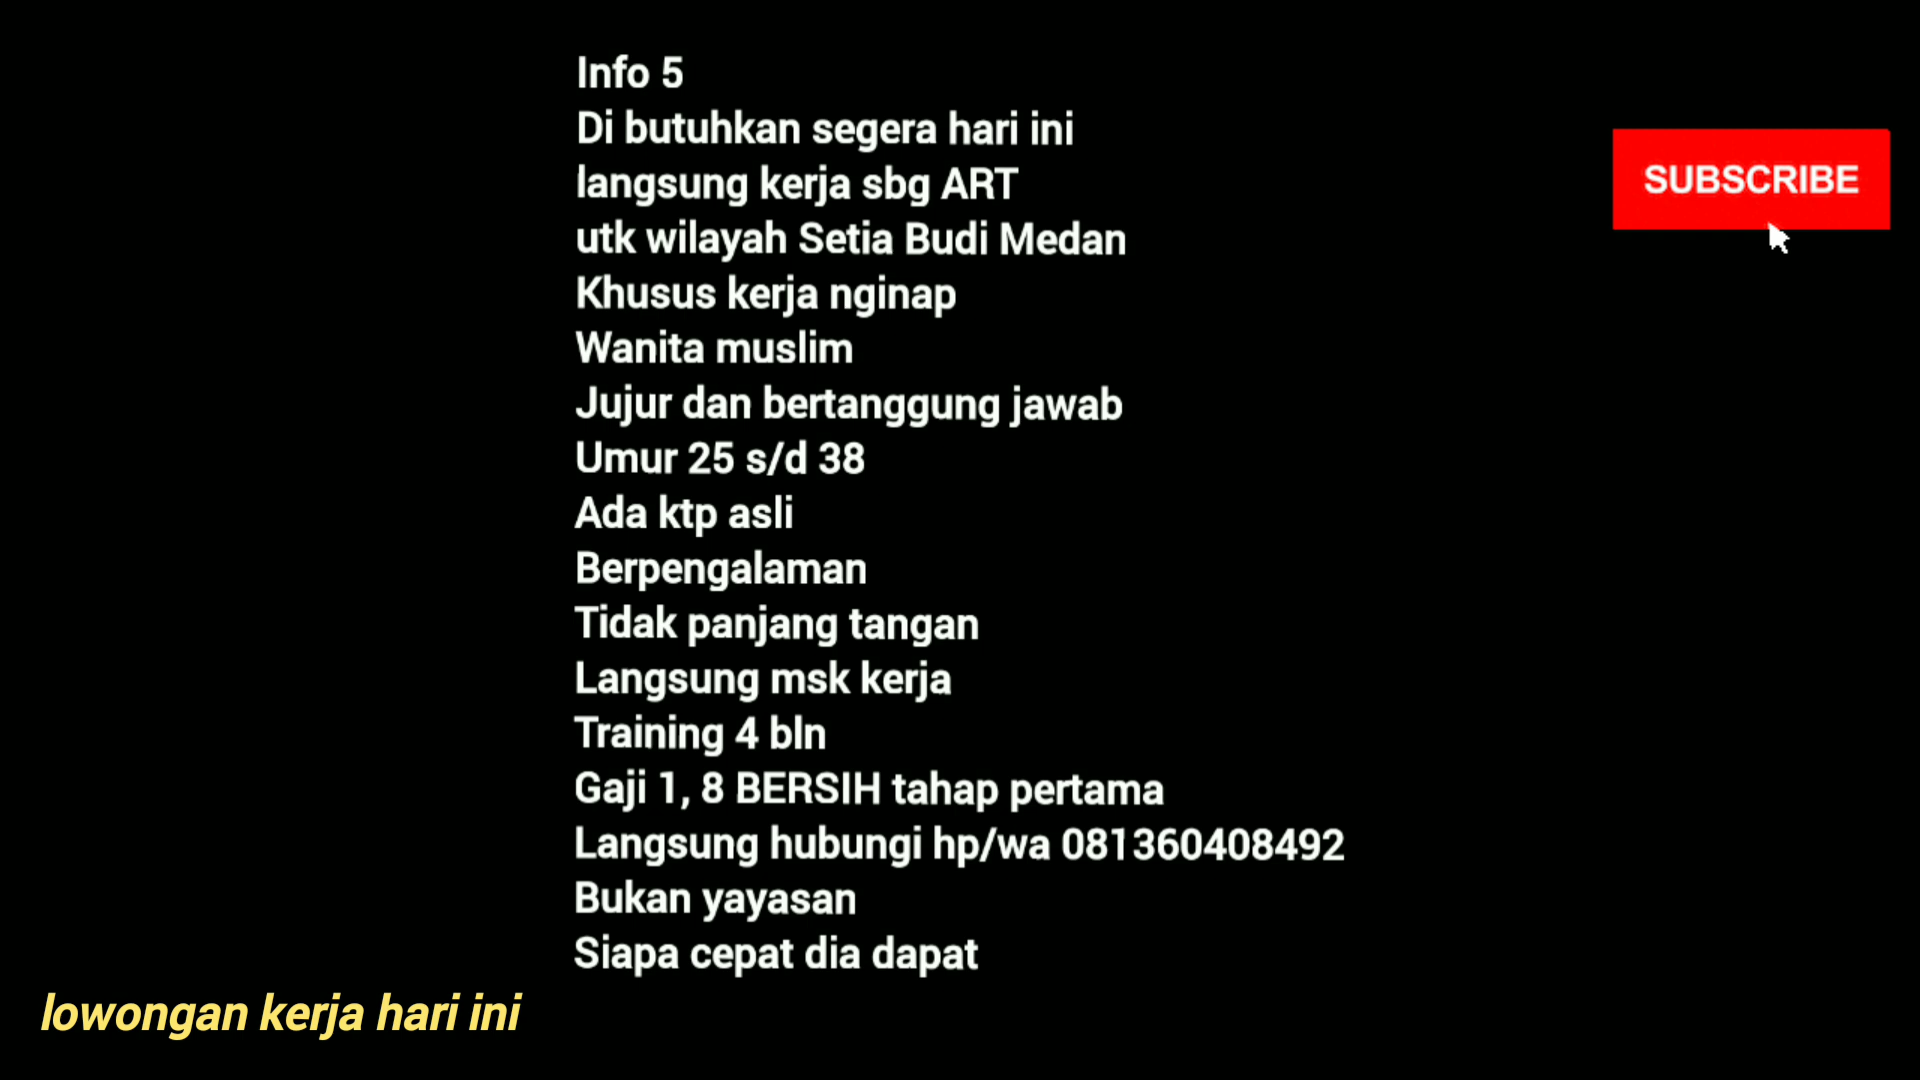 Info 5
Di butuhkan segera hari ini
langsung kerja sbg ART
utk wilayah Setia Budi Medan
Khusus kerja nginap
Wanita muslim
Jujur dan bertanggung jawab
Umur 25 s/d 38
Ada ktp asli
Berpengalaman
Tidak panjang tangan
Langsung msk kerja
Training 4 bln
Gaji 1, 8 BERSIH tahap pertama
Langsung hubungi hp/wa 081360408492
Bukan yayasan
Siapa cepat dia dapat
SUBSCRIBE
lowongan kerja hari ini